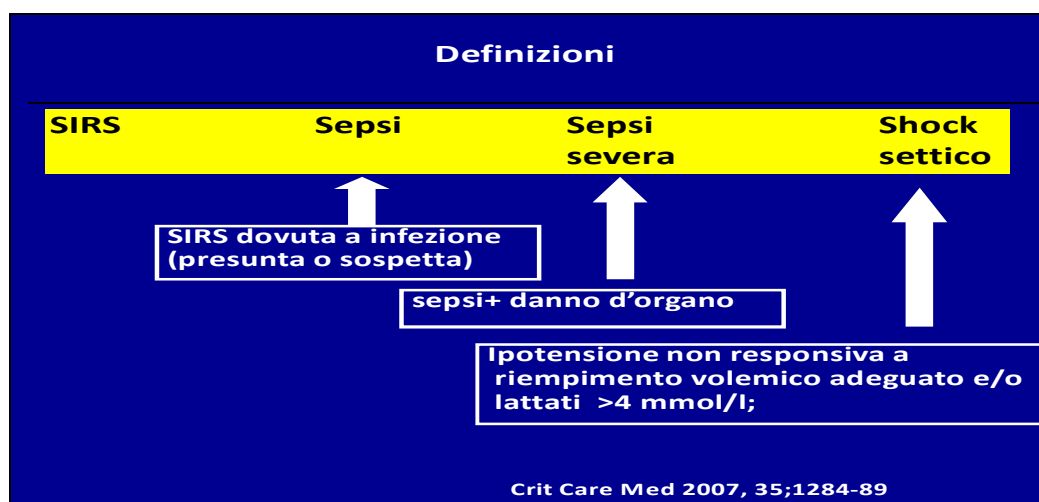 Definizioni
SIRS Sepsi Sepsi severa Shock settico
SIRS dovuta a infezione
(presunta o sospetta)
sepsi+ danno d'organo
Ipotensione non responsiva a
riempimento volemico adeguato e/o
lattati >4 mmol/l;
Crit Care Med 2007, 35;1284-89